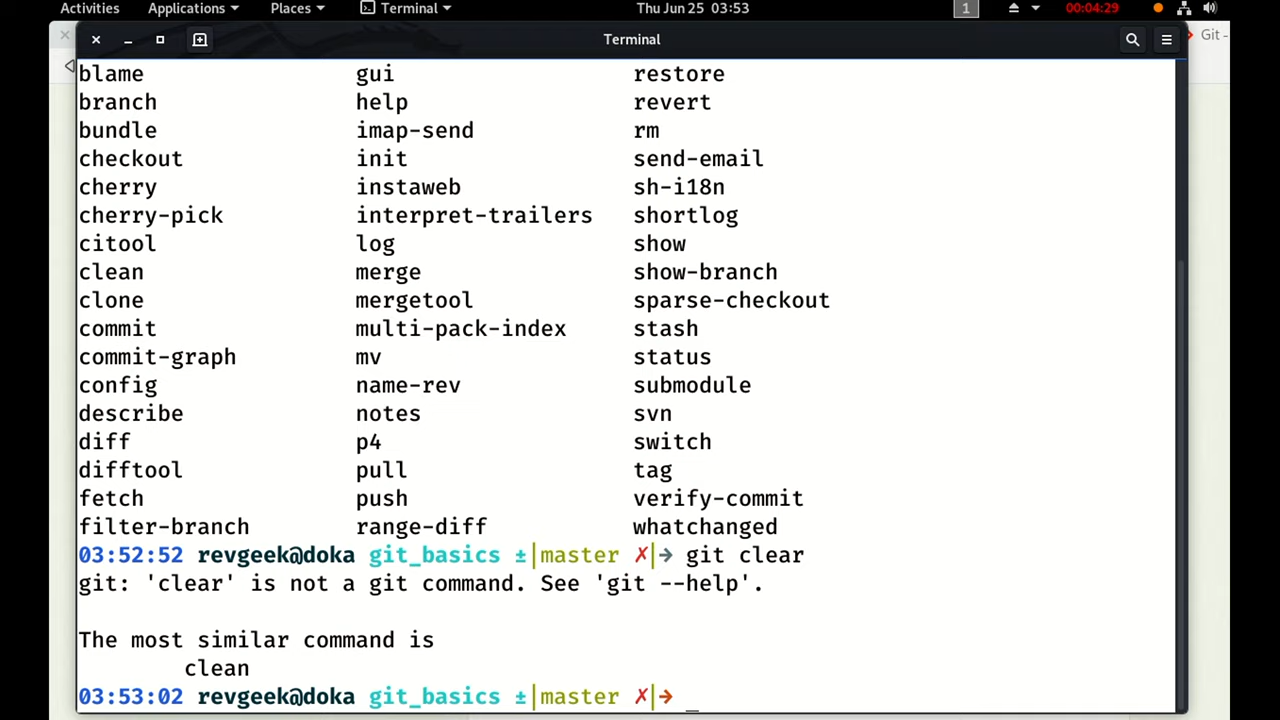 Activities Applications Places Terminal Thu Jun 25 03:53 1 00:04:29
Terminal
Git -
blame gui restore
branch help revert
bundle imap-send rm
checkout init send-email
cherry instaweb sh-i18n
cherry-pick interpret-trailers shortlog
citool log show
clean merge show-branch
clone mergetool sparse-checkout
commit multi-pack-index stash
commit-graph mv status
config name-rev submodule
describe notes svn
diff p4 switch
difftool pull tag
fetch push verify-commit
filter-branch range-diff whatchanged
03:52:52 revgeek@doka git_basics ±|master ✗|→ git clear
git: 'clear' is not a git command. See 'git --help'.
The most similar command is
clean
03:53:02 revgeek@doka git_basics ±|master ✗|→ _